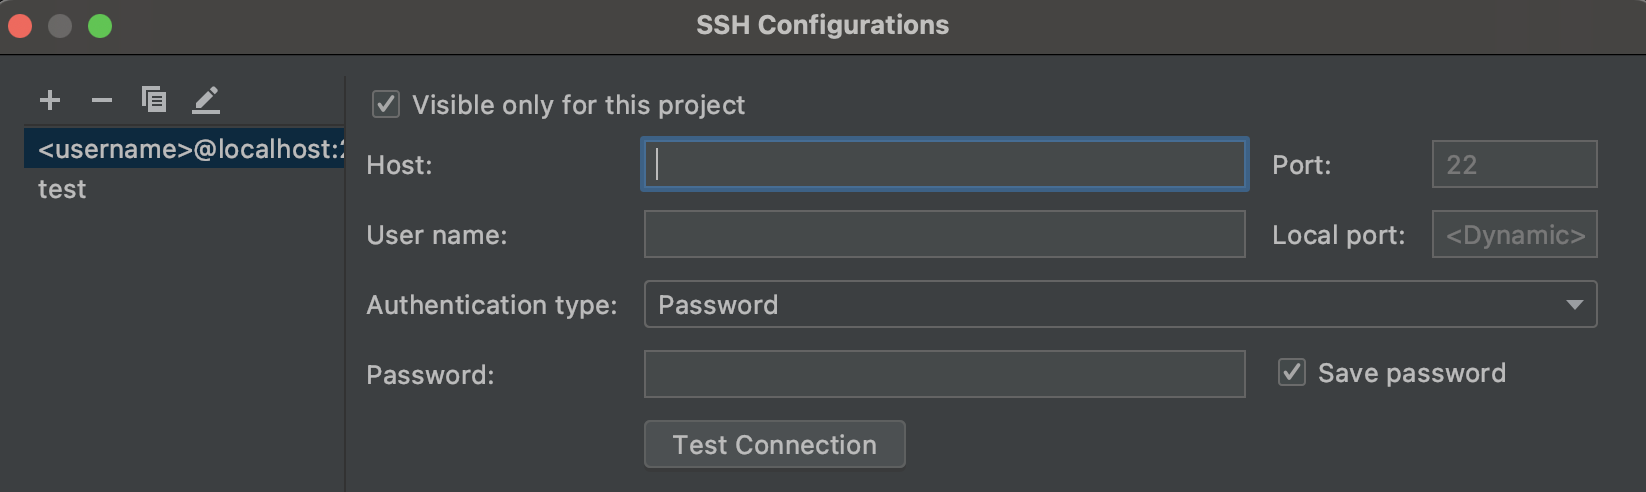 SSH Configurations
Visible only for this project
<username>@localhost:
test
Host:
Port: 22
User name:
Local port: <Dynamic>
Authentication type: Password
Password:
Save password
Test Connection